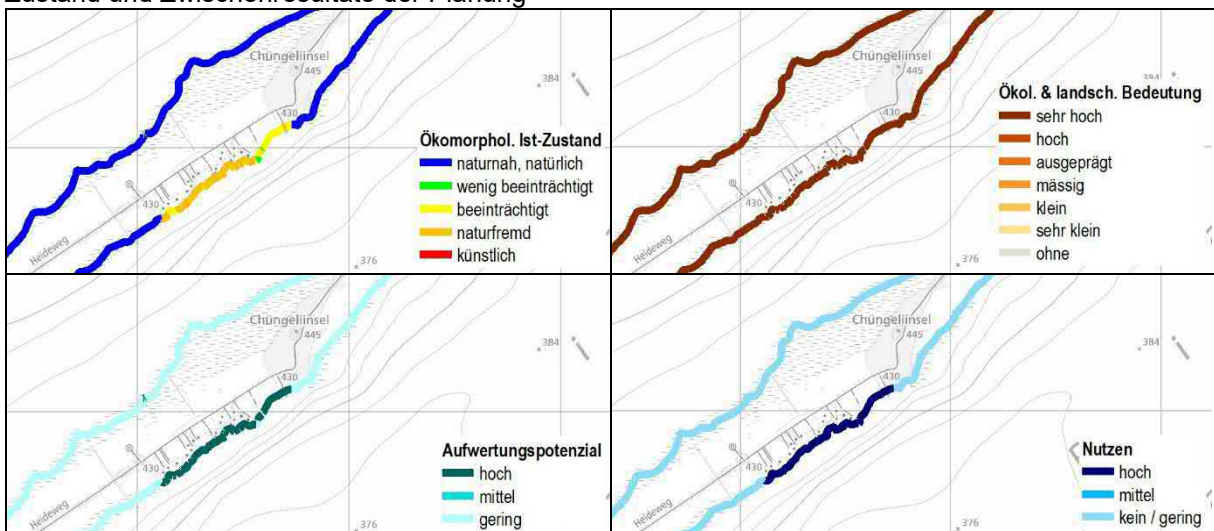 Zustand und Zwischenresultate der Planung
Chüngeliinsel
445
384
430
Ökomorphol. Ist-Zustand
naturnah, natürlich
wenig beeinträchtigt
beeinträchtigt
naturfremd
künstlich
430
Heideweg
376
Chüngeliinsel
445
430
Ökol. & landsch. Bedeutung
sehr hoch
hoch
ausgeprägt
mässig
klein
sehr klein
ohne
430
Heideweg
376
Chüngeliinsel
445
384
430
Aufwertungspotenzial
hoch
mittel
gering
430
Heideweg
376
Chüngeliinsel
445
384
430
Nutzen
hoch
mittel
kein / gering
430
Heideweg
376